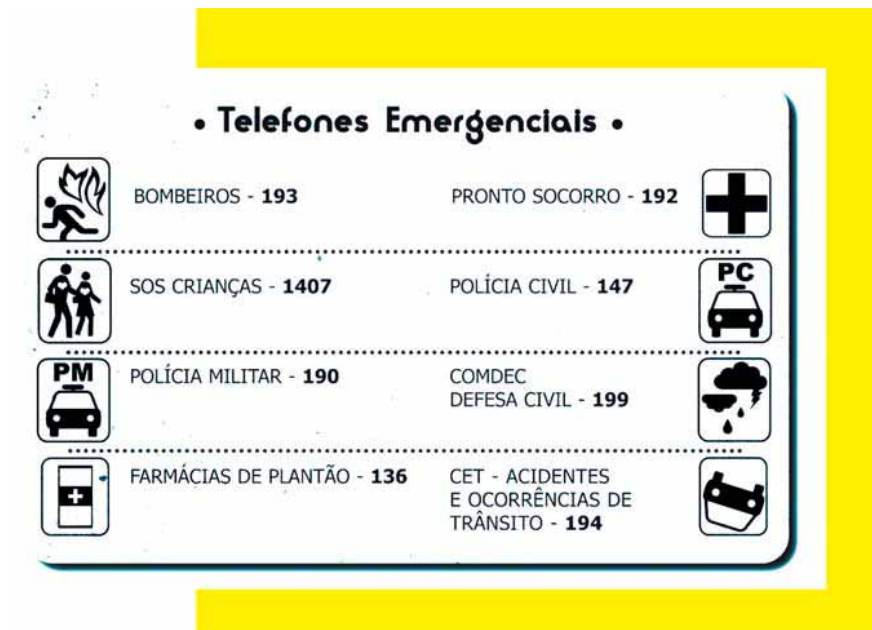 • Telefones Emergenciais •
BOMBEIROS - 193
PRONTO SOCORRO - 192
SOS CRIANÇAS - 1407
POLÍCIA CIVIL - 147
PC
PM
POLÍCIA MILITAR - 190
COMDEC
DEFESA CIVIL - 199
FARMÁCIAS DE PLANTÃO - 136
CET - ACIDENTES
E OCORRÊNCIAS DE
TRÂNSITO - 194